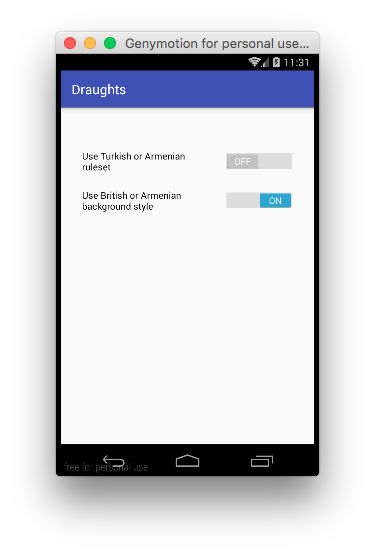 Genymotion for personal use...
11:31
Draughts
Use Turkish or Armenian
ruleset
OFF
Use British or Armenian
background style
ON
free for personal use